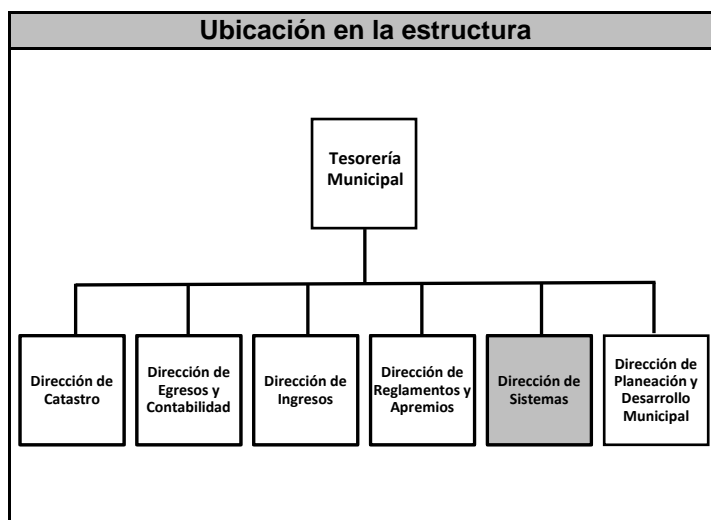 Ubicación en la estructura
Tesorería
Municipal
Dirección de
Catastro
Dirección de
Egresos y
Contabilidad
Dirección de
Ingresos
Dirección de
Reglamentos y
Apremios
Dirección de
Sistemas
Dirección de
Planeación y
Desarrollo
Municipal